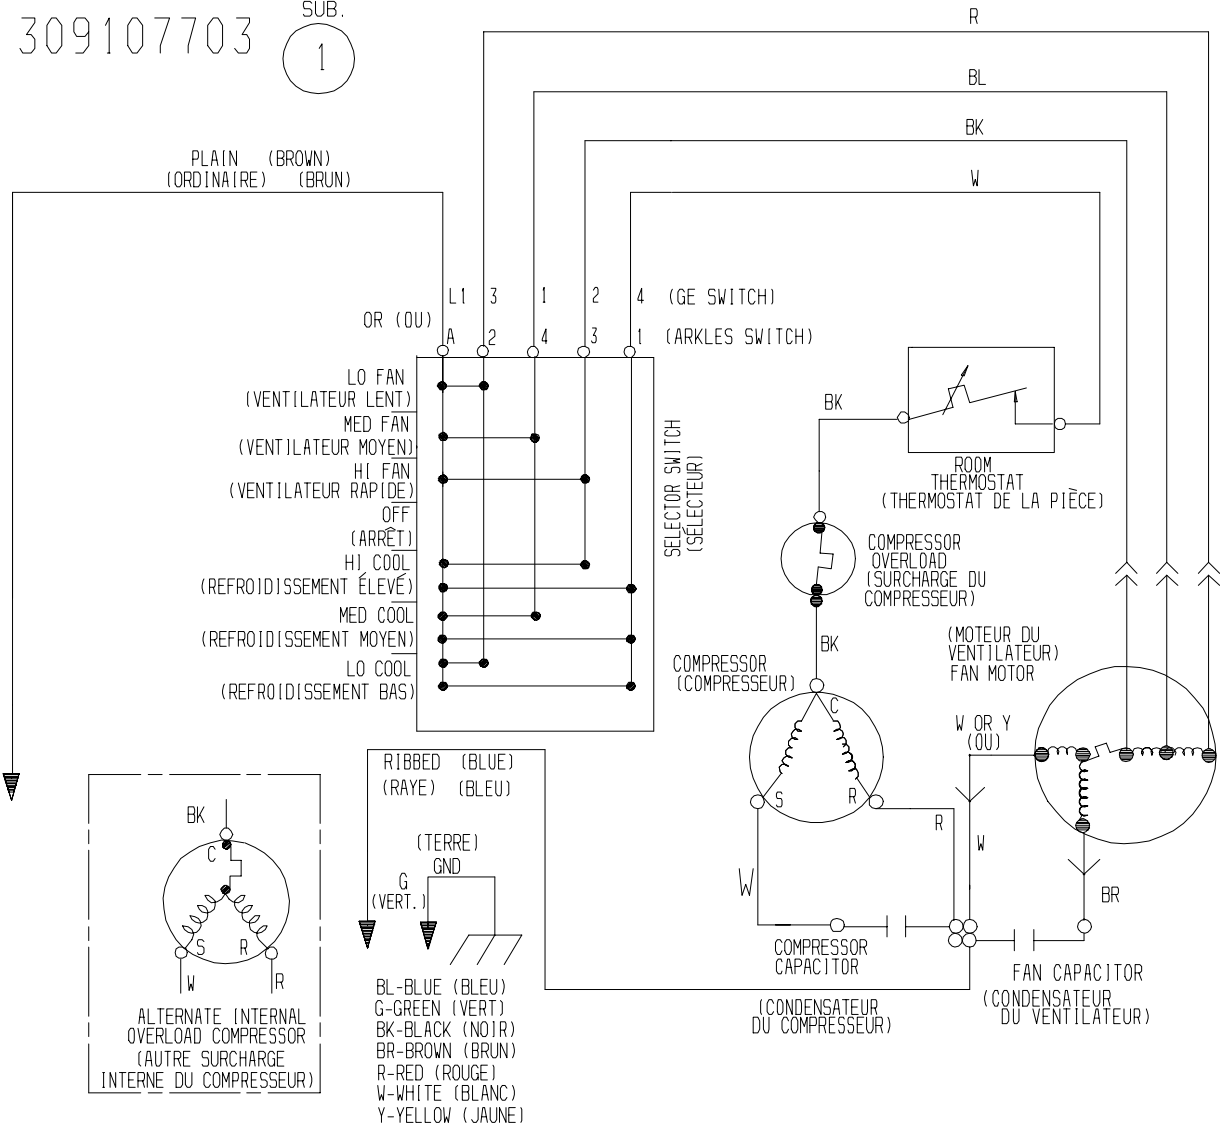 309107703
SUB.
1
R
BL
BK
W
PLAIN (BROWN)
(ORDINAIRE) (BRUN)
L1 3 1 2 4 (GE SWITCH)
OR (OU)
A 2 4 3 1 (ARKLES SWITCH)
LO FAN
(VENTILATEUR LENT)
MED FAN
(VENTILATEUR MOYEN)
HI FAN
(VENTILATEUR RAPIDE)
OFF
(ARRÊT)
HI COOL
(REFROIDISSEMENT ÉLEVÉ)
MED COOL
(REFROIDISSEMENT MOYEN)
LO COOL
(REFROIDISSEMENT BAS)
SELECTOR SWITCH
(SÉLECTEUR)
BK
ROOM
THERMOSTAT
(THERMOSTAT DE LA PIÈCE)
COMPRESSOR
OVERLOAD
(SURCHARGE DU
COMPRESSEUR)
BK
COMPRESSOR
(COMPRESSEUR)
C
S
R
(MOTEUR DU
VENTILATEUR)
FAN MOTOR
W OR Y
(OU)
R
W
W
BR
COMPRESSOR
CAPACITOR
(CONDENSATEUR
DU COMPRESSEUR)
FAN CAPACITOR
(CONDENSATEUR
DU VENTILATEUR)
RIBBED (BLUE)
(RAYE) (BLEU)
(TERRE)
GND
G
(VERT.)
BK
C
S
R
W
R
ALTERNATE INTERNAL
OVERLOAD COMPRESSOR
(AUTRE SURCHARGE
INTERNE DU COMPRESSEUR)
BL-BLUE (BLEU)
G-GREEN (VERT)
BK-BLACK (NOIR)
BR-BROWN (BRUN)
R-RED (ROUGE)
W-WHITE (BLANC)
Y-YELLOW (JAUNE)